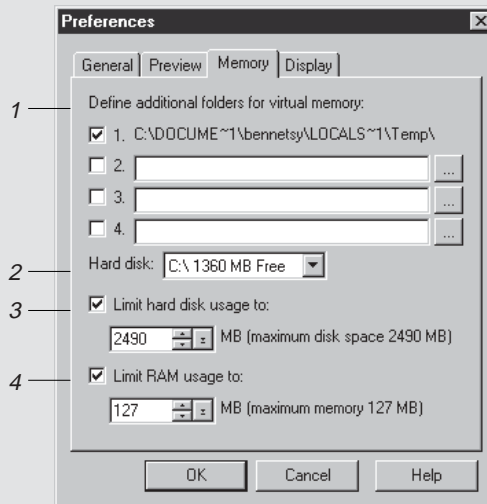 Preferences
General Preview Memory Display
1
Define additional folders for virtual memory:
1. C:\DOCUME~1\bennetsy\LOCALS~1\Temp\
2. ...
3. ...
4. ...
2
Hard disk: C:\ 1360 MB Free
3
Limit hard disk usage to:
2490 MB (maximum disk space 2490 MB)
4
Limit RAM usage to:
127 MB (maximum memory 127 MB)
OK Cancel Help